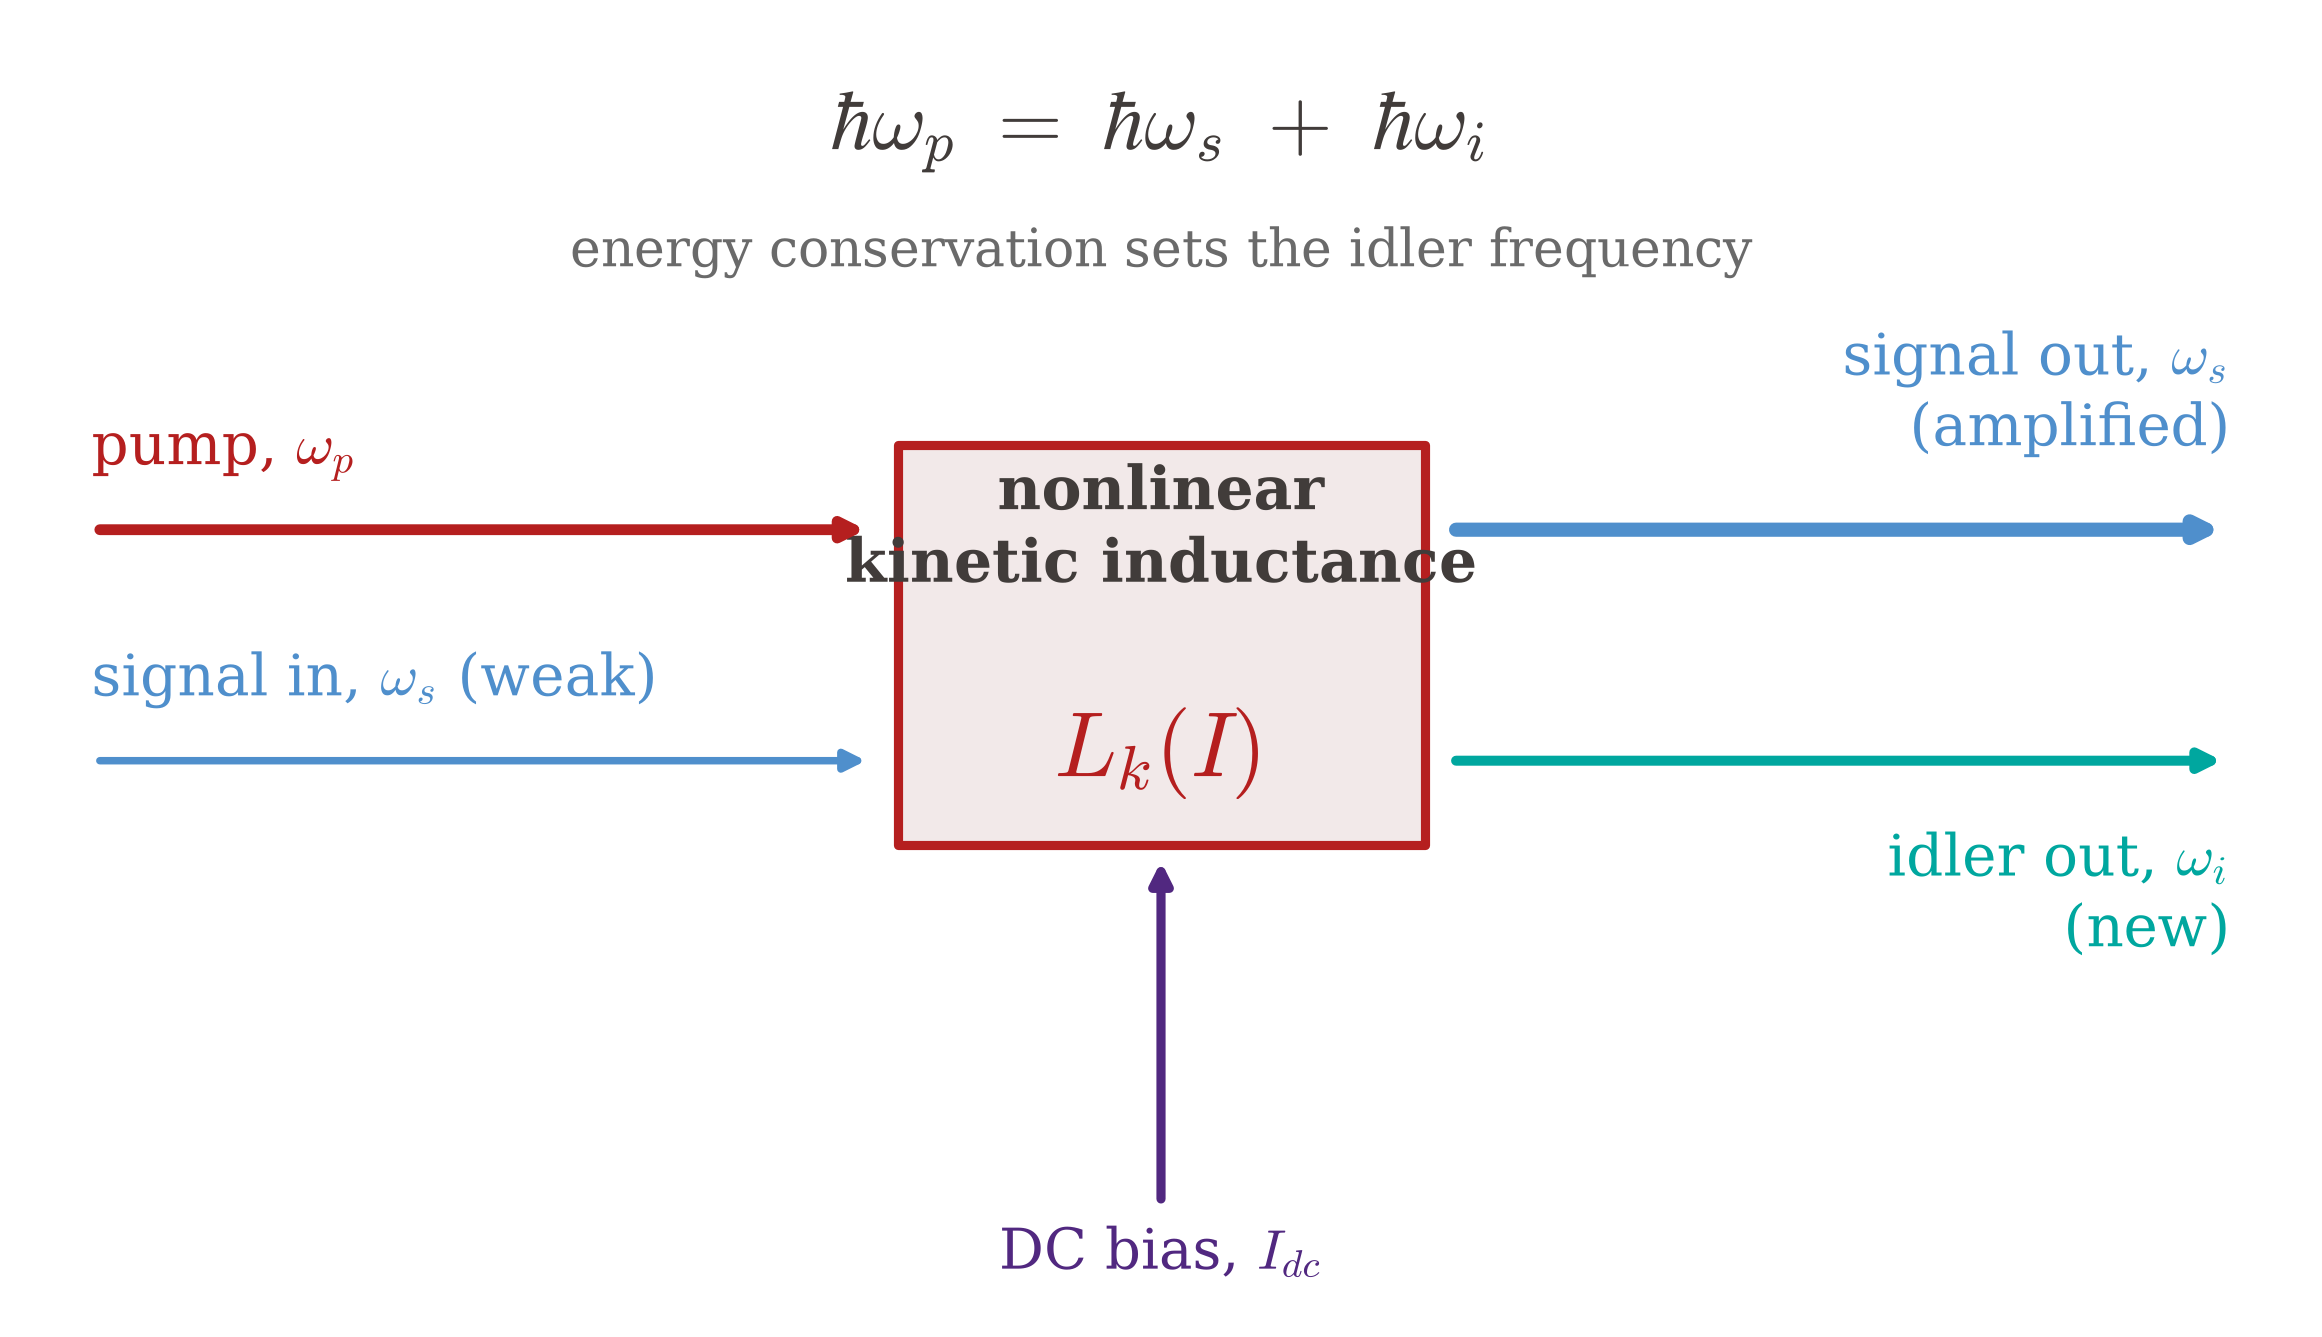 ħω_p = ħω_s + ħω_i
energy conservation sets the idler frequency
signal out, ω_s
(amplified)
pump, ω_p
nonlinear
kinetic inductance
signal in, ω_s (weak)
L_k(I)
idler out, ω_i
(new)
DC bias, I_dc